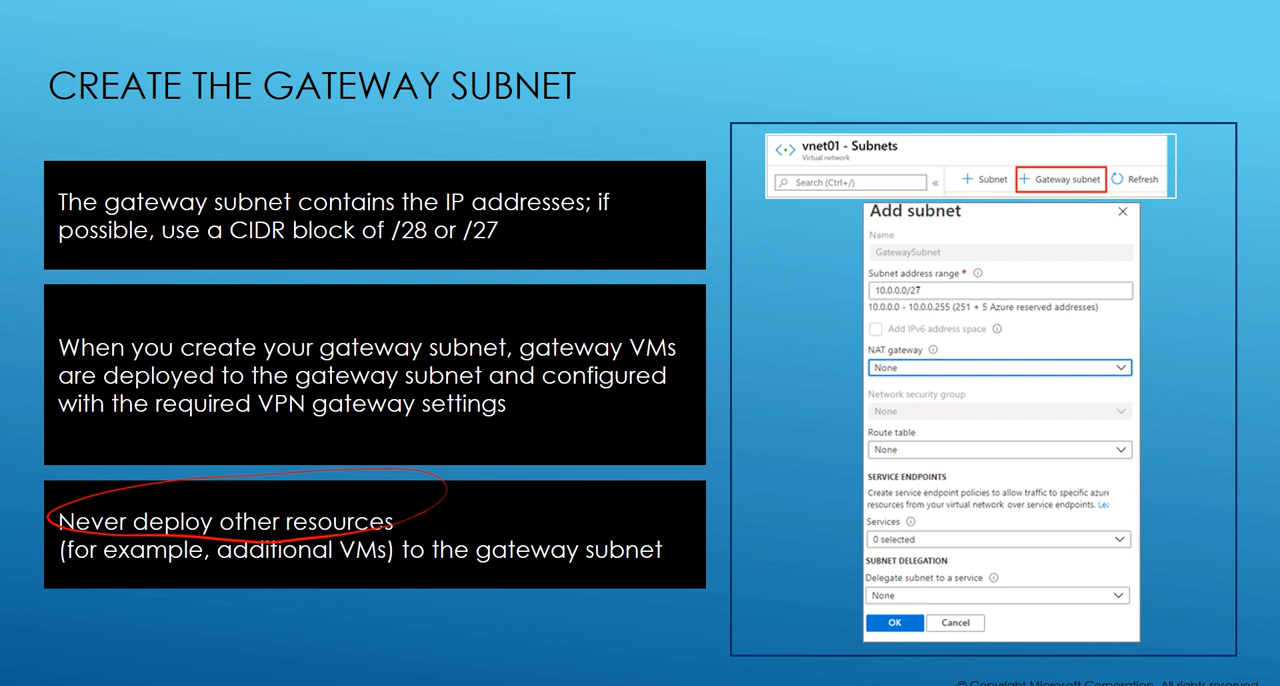 CREATE THE GATEWAY SUBNET
The gateway subnet contains the IP addresses; if
possible, use a CIDR block of /28 or /27
When you create your gateway subnet, gateway VMs
are deployed to the gateway subnet and configured
with the required VPN gateway settings
Never deploy other resources
(for example, additional VMs) to the gateway subnet
vnet01 - Subnets
Virtual network
Search (Ctrl+/)
«
+ Subnet
+ Gateway subnet
Refresh
Add subnet
Name
GatewaySubnet
Subnet address range *
10.0.0.0/27
10.0.0.0 - 10.0.0.255 (251 + 5 Azure reserved addresses)
Add IPv6 address space
NAT gateway
None
Network security group
None
Route table
None
SERVICE ENDPOINTS
Create service endpoint policies to allow traffic to specific azure
resources from your virtual network over service endpoints. Le
Services
0 selected
SUBNET DELEGATION
Delegate subnet to a service
None
OK
Cancel
© Copyright Microsoft Corporation. All rights reserved.